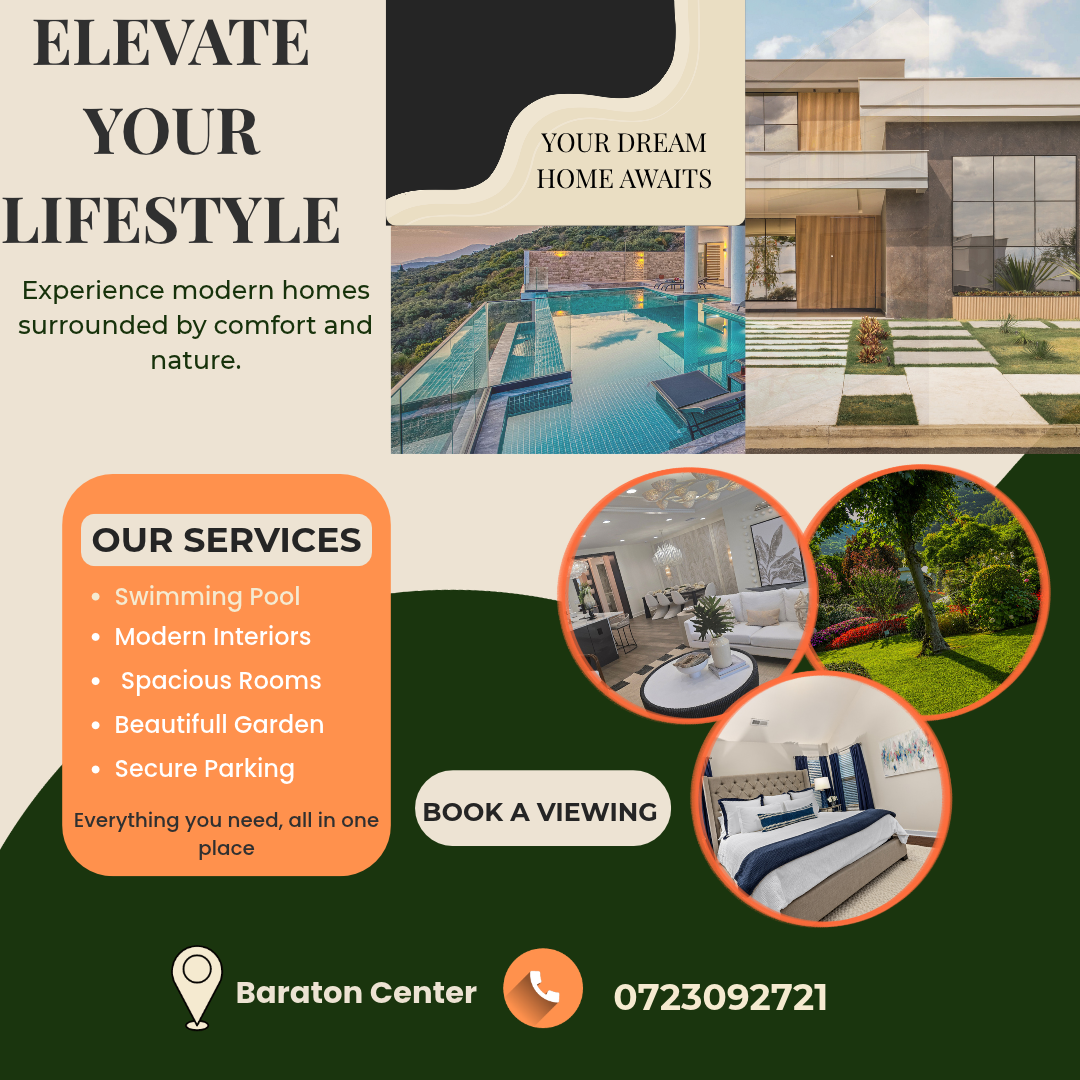 ELEVATE
YOUR
LIFESTYLE
Experience modern homes
surrounded by comfort and
nature.
YOUR DREAM
HOME AWAITS
OUR SERVICES
• Swimming Pool
• Modern Interiors
• Spacious Rooms
• Beautifull Garden
• Secure Parking
Everything you need, all in one
place
BOOK A VIEWING
Baraton Center
0723092721